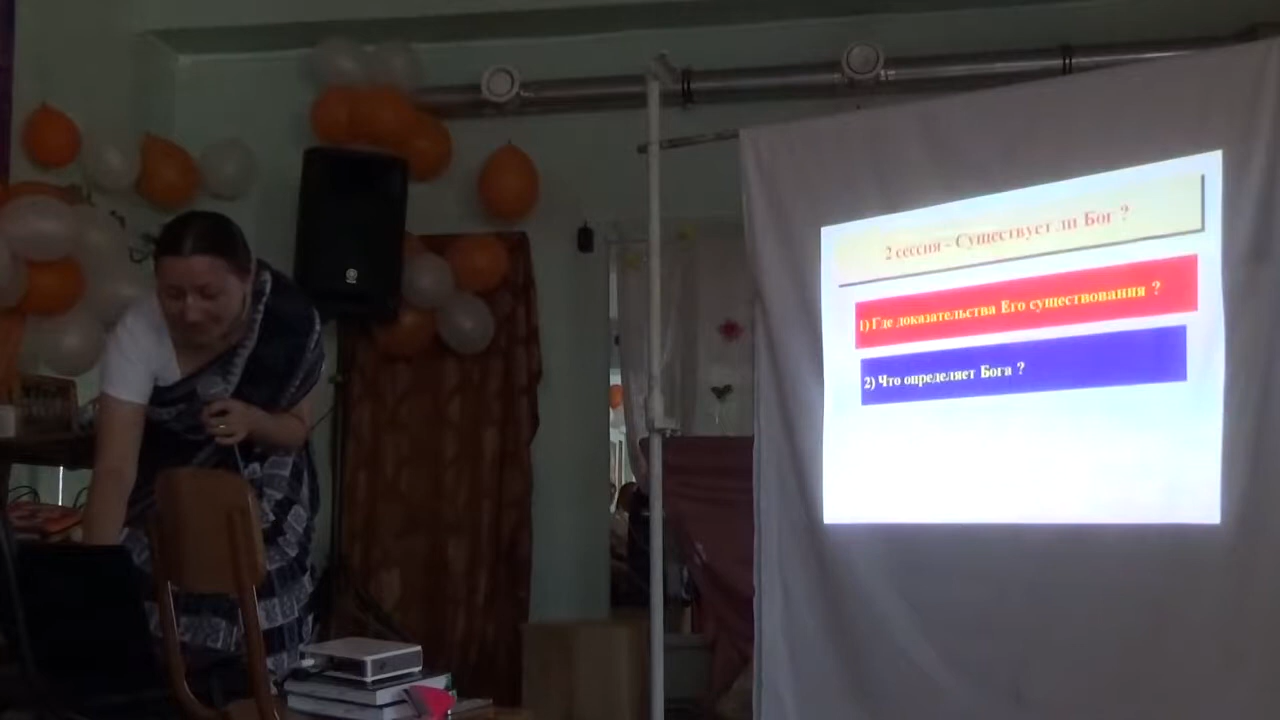 2 сессия - Существует ли Бог ?
1) Где доказательства Его существования ?
2) Что определяет Бога ?